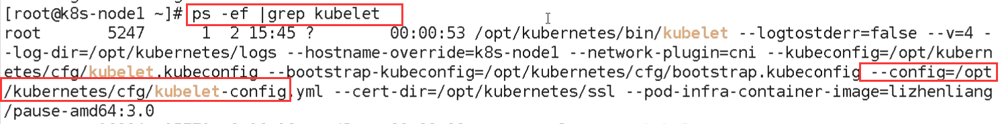 [root@k8s-node1 ~]# ps -ef |grep kubelet
root 5247 1 2 15:45 ? 00:00:53 /opt/kubernetes/bin/kubelet --logtostderr=false --v=4 -
-log-dir=/opt/kubernetes/logs --hostname-override=k8s-node1 --network-plugin=cni --kubeconfig=/opt/kubern
etes/cfg/kubelet.kubeconfig --bootstrap-kubeconfig=/opt/kubernetes/cfg/bootstrap.kubeconfig --config=/opt
/kubernetes/cfg/kubelet-config.yml --cert-dir=/opt/kubernetes/ssl --pod-infra-container-image=lizhenliang
/pause-amd64:3.0